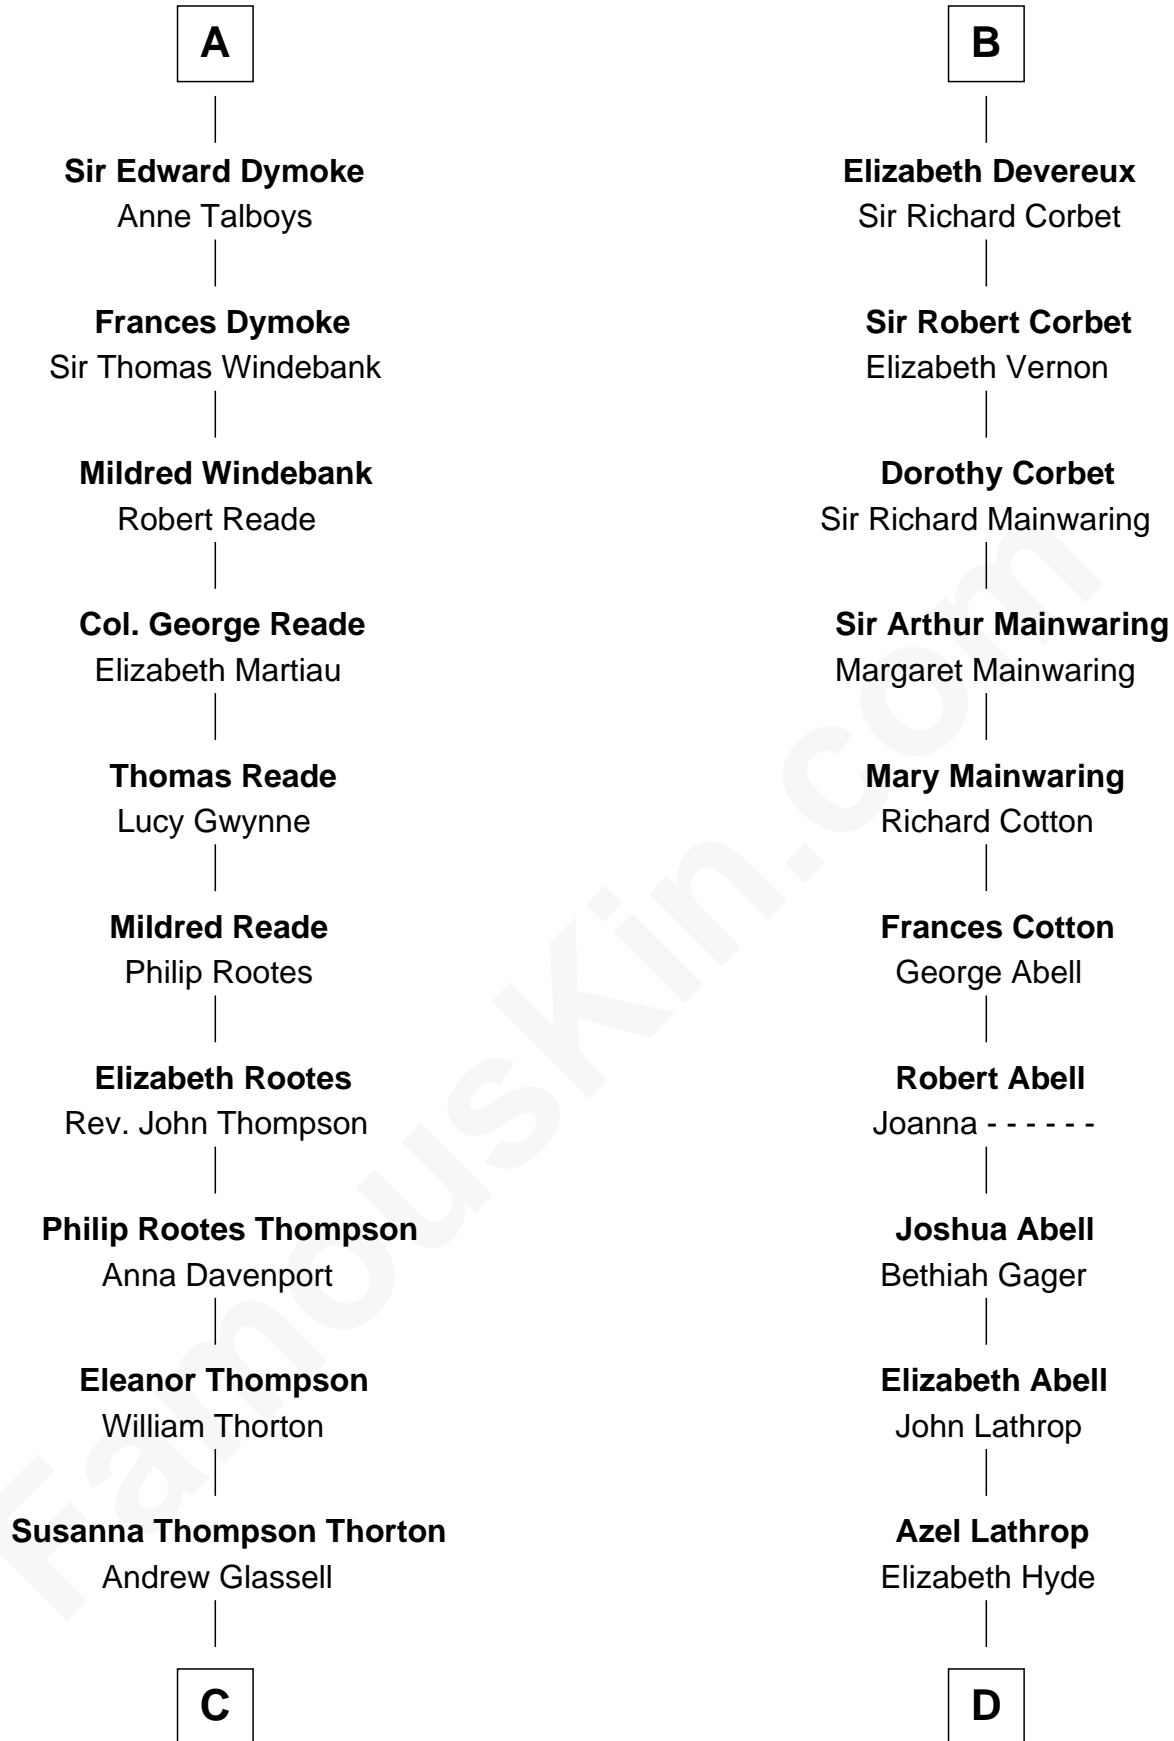 A
Sir Edward Dymoke
Anne Talboys
Frances Dymoke
Sir Thomas Windebank
Mildred Windebank
Robert Reade
Col. George Reade
Elizabeth Martiau
Thomas Reade
Lucy Gwynne
Mildred Reade
Philip Rootes
Elizabeth Rootes
Rev. John Thompson
Philip Rootes Thompson
Anna Davenport
Eleanor Thompson
William Thorton
Susanna Thompson Thorton
Andrew Glassell
C
B
Elizabeth Devereux
Sir Richard Corbet
Sir Robert Corbet
Elizabeth Vernon
Dorothy Corbet
Sir Richard Mainwaring
Sir Arthur Mainwaring
Margaret Mainwaring
Mary Mainwaring
Richard Cotton
Frances Cotton
George Abell
Robert Abell
Joanna - - - - - -
Joshua Abell
Bethiah Gager
Elizabeth Abell
John Lathrop
Azel Lathrop
Elizabeth Hyde
D
FamousKin.com